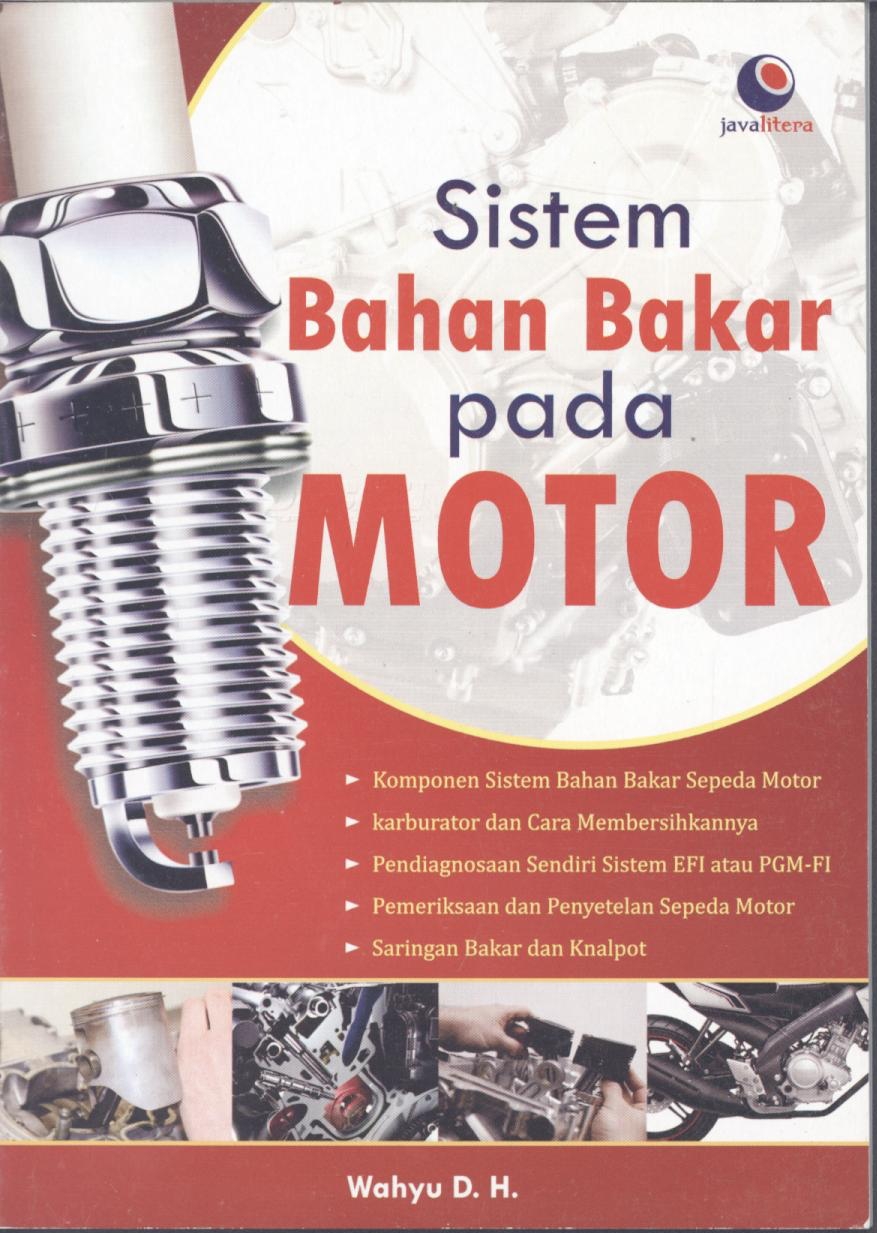 javalitera
Sistem
Bahan Bakar
pada
MOTOR
► Komponen Sistem Bahan Bakar Sepeda Motor
► karburator dan Cara Membersihkannya
► Pendiagnosaan Sendiri Sistem EFI atau PGM-FI
► Pemeriksaan dan Penyetelan Sepeda Motor
► Saringan Bakar dan Knalpot
Wahyu D. H.